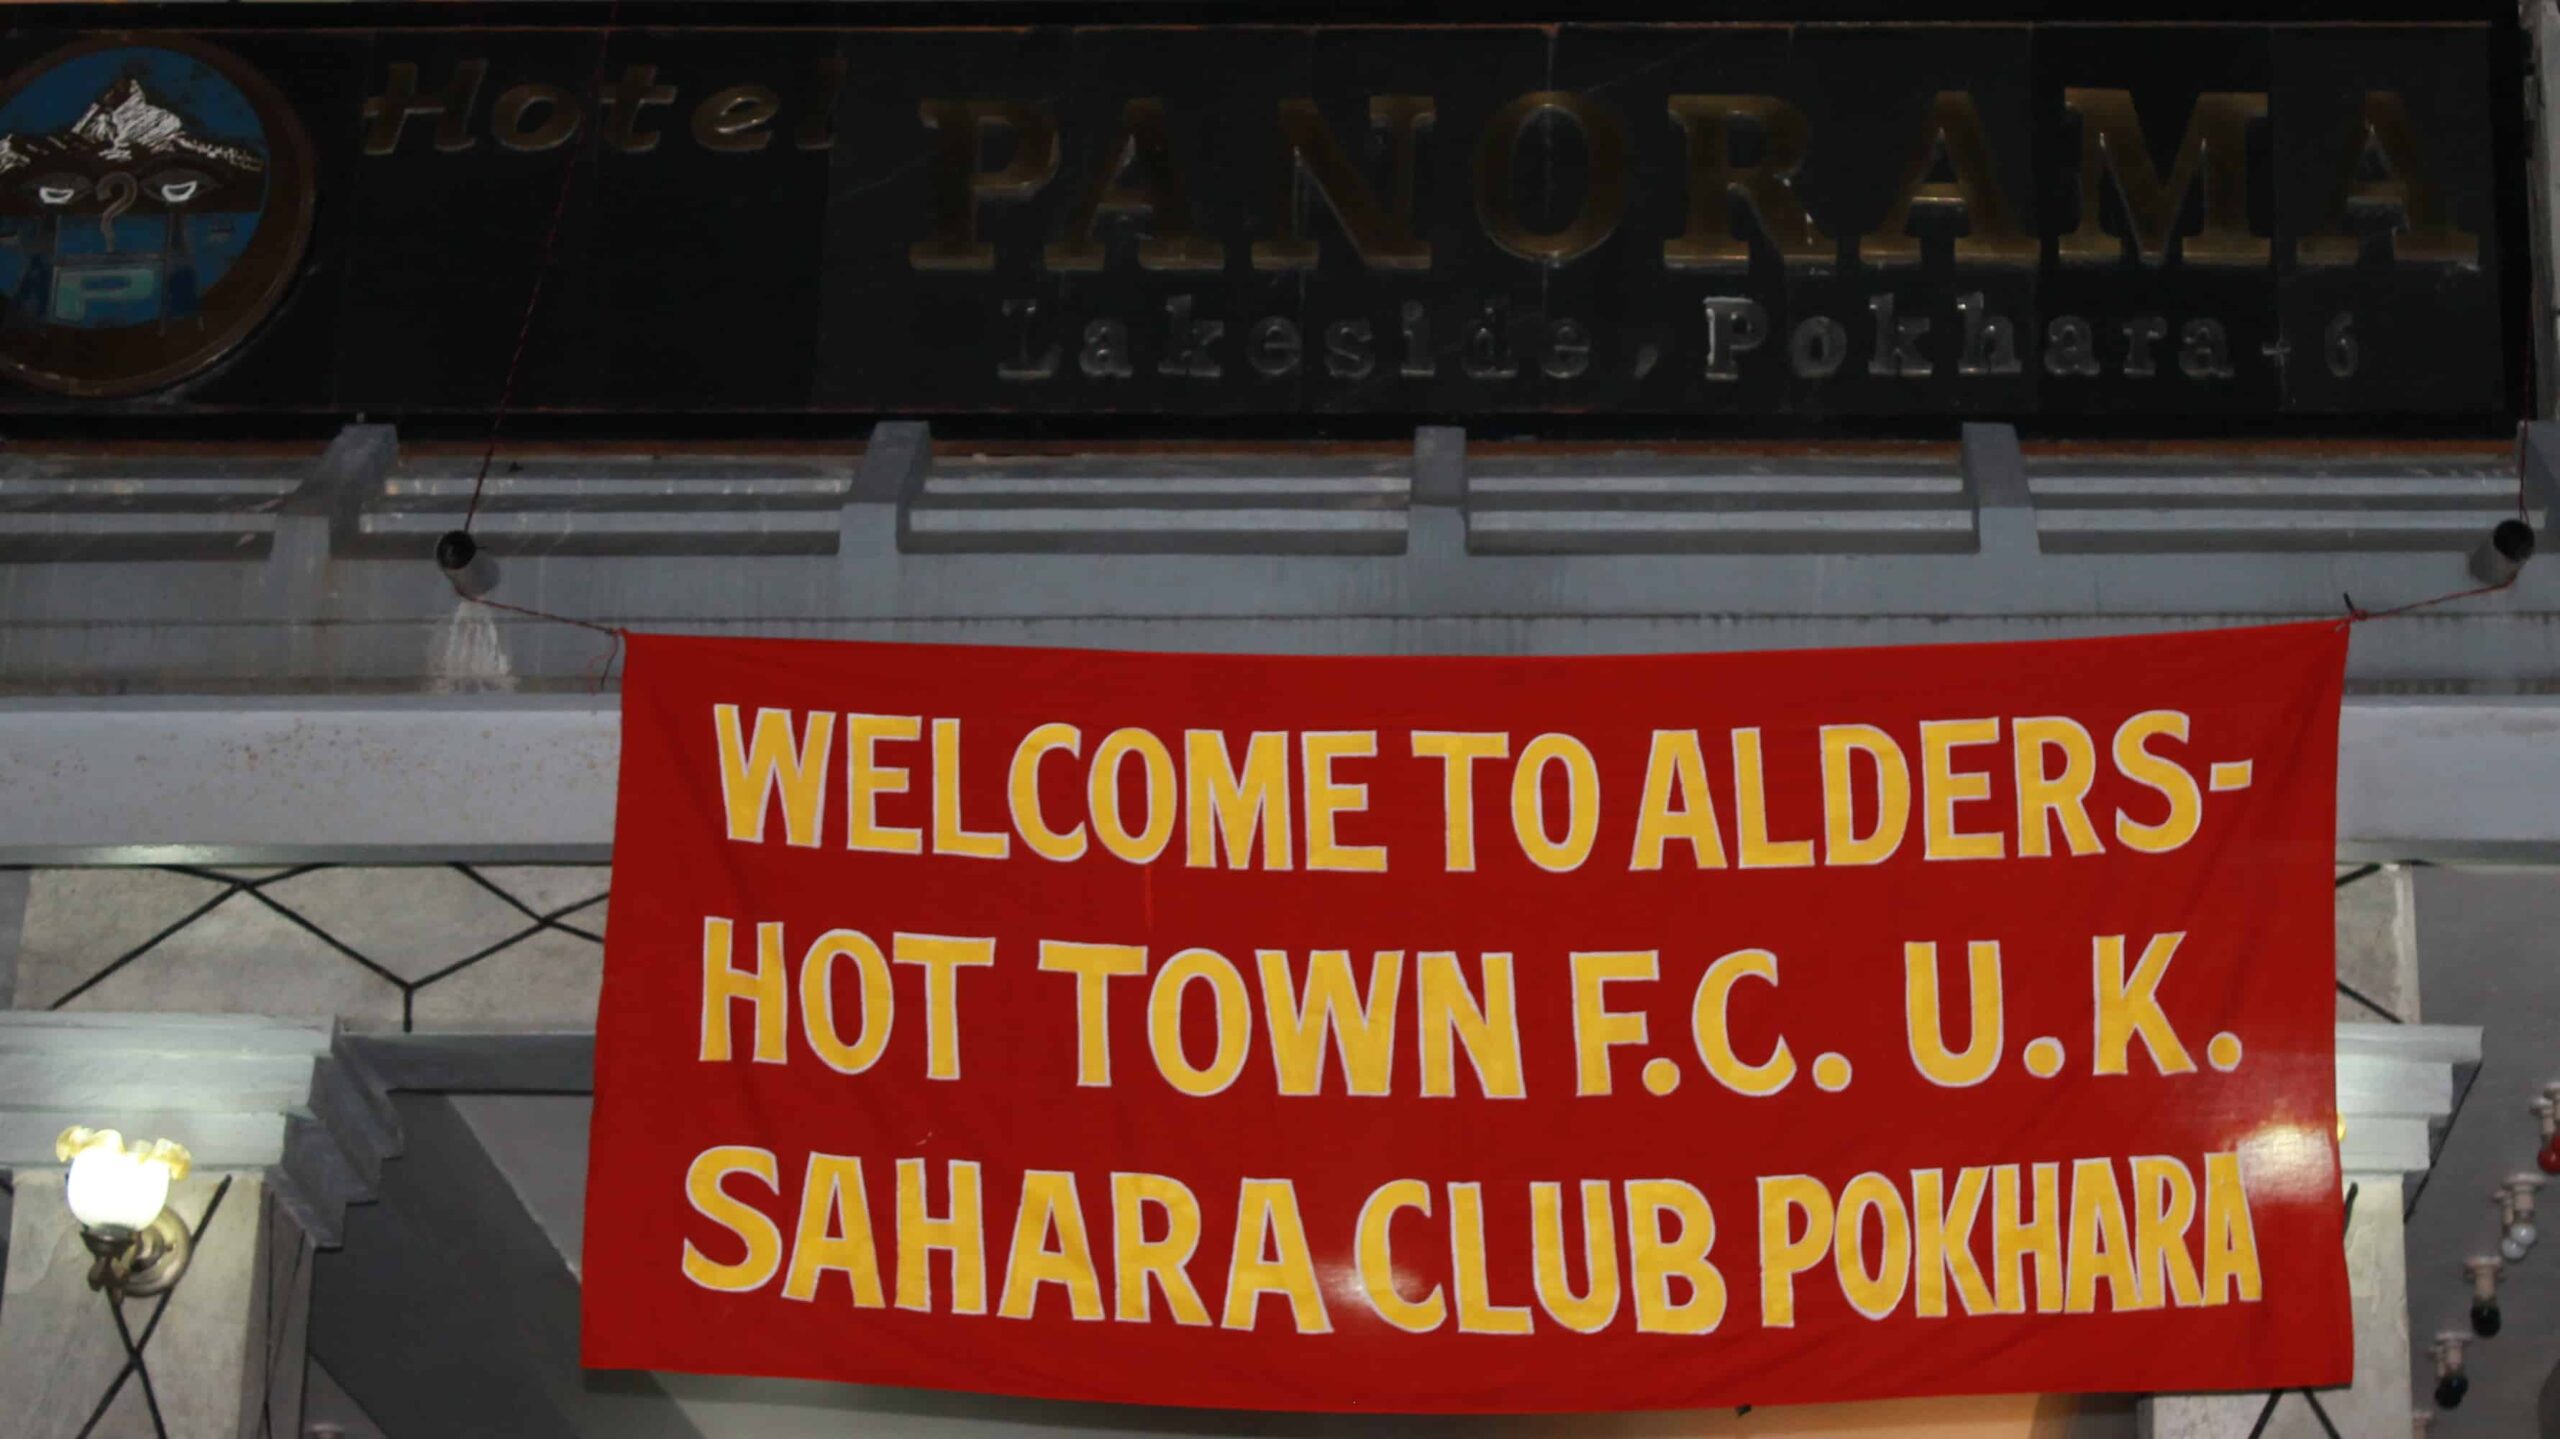 Hotel PANORAMA
Lakeside, Pokhara-6
P
WELCOME TO ALDERS-
HOT TOWN F.C. U.K.
SAHARA CLUB POKHARA